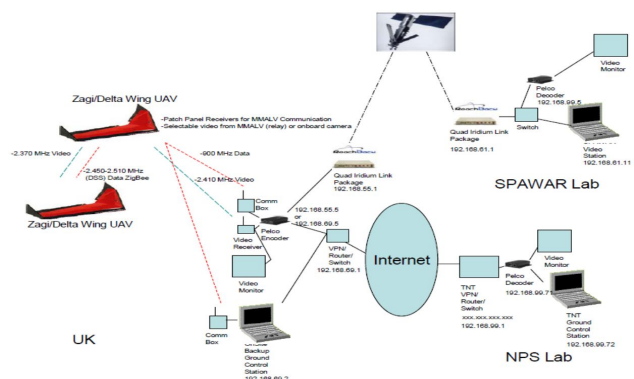 Zagi/Delta Wing UAV
-Patch Panel Receivers for MMALV Communication
-Selectable video from MMALV (relay) or onboard camera
-2.370 MHz Video
-900 MHz Data
-2.450-2.510 MHz
(DSS) Data ZigBee
-2.410 MHz Video
Zagi/Delta Wing UAV
Quad Iridium Link
Package
192.168.55.1
Comm
Box
192.168.55.5
or
192.168.69.5
Pelco
Encoder
Video
Receiver
Video
Monitor
VPN/
Router/
Switch
192.168.69.1
Comm
Box
Backup
Ground
Control
Station
192.168.69.2
UK
Internet
ReachBack
Quad Iridium Link
Package
192.168.61.1
Switch
Pelco
Decoder
192.168.99.5
Video
Monitor
Video
Station
192.168.61.11
SPAWAR Lab
TNT
VPN/
Router/
Switch
xxx.xxx.xxx.xxx
192.168.99.1
Pelco
Decoder
192.168.99.71
Video
Monitor
TNT
Ground
Control
Station
192.168.99.72
NPS Lab